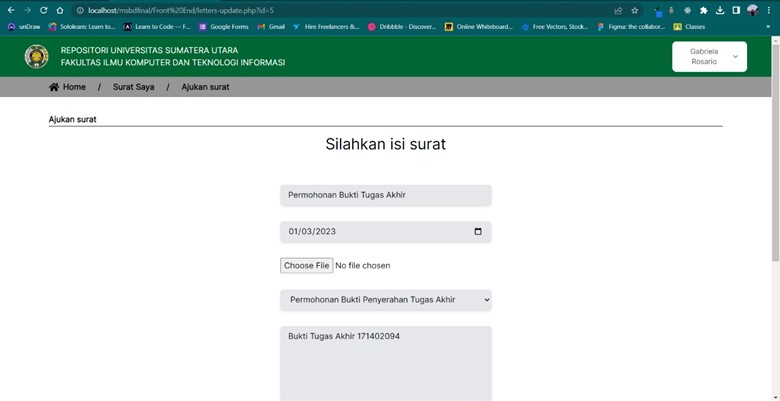 localhost/msbdfinal/Front%20End/letters-update.php?id=5
unDraw
Sololearn: Learn to...
Learn to Code — F...
Google Forms
Gmail
Hire Freelancers &...
Dribbble - Discover...
Online Whiteboard...
Free Vectors, Stock...
Figma: the collabor...
Classes
REPOSITORI UNIVERSITAS SUMATERA UTARA
FAKULTAS ILMU KOMPUTER DAN TEKNOLOGI INFORMASI
Gabriela
Rosario
Home / Surat Saya / Ajukan surat
Ajukan surat
Silahkan isi surat
Permohonan Bukti Tugas Akhir
01/03/2023
Choose File No file chosen
Permohonan Bukti Penyerahan Tugas Akhir
Bukti Tugas Akhir 171402094